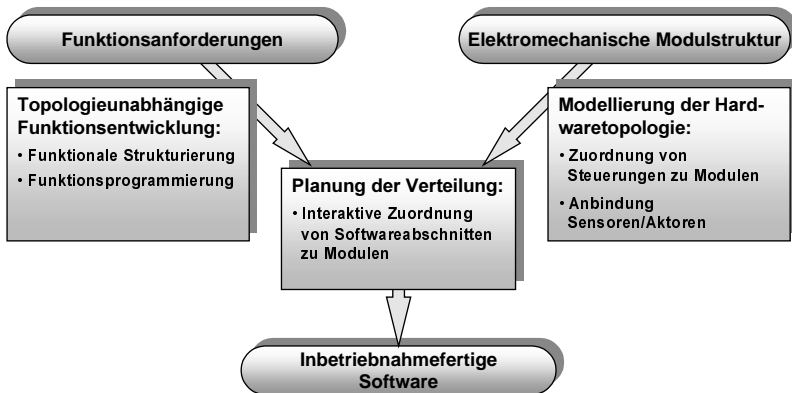 Funktionsanforderungen
Elektromechanische Modulstruktur
Topologieunabhängige
Funktionsentwicklung:
• Funktionale Strukturierung
• Funktionsprogrammierung
Planung der Verteilung:
• Interaktive Zuordnung
von Softwareabschnitten
zu Modulen
Modellierung der Hard-
waretopologie:
• Zuordnung von
Steuerungen zu Modulen
• Anbindung
Sensoren/Aktoren
Inbetriebnahmefertige
Software